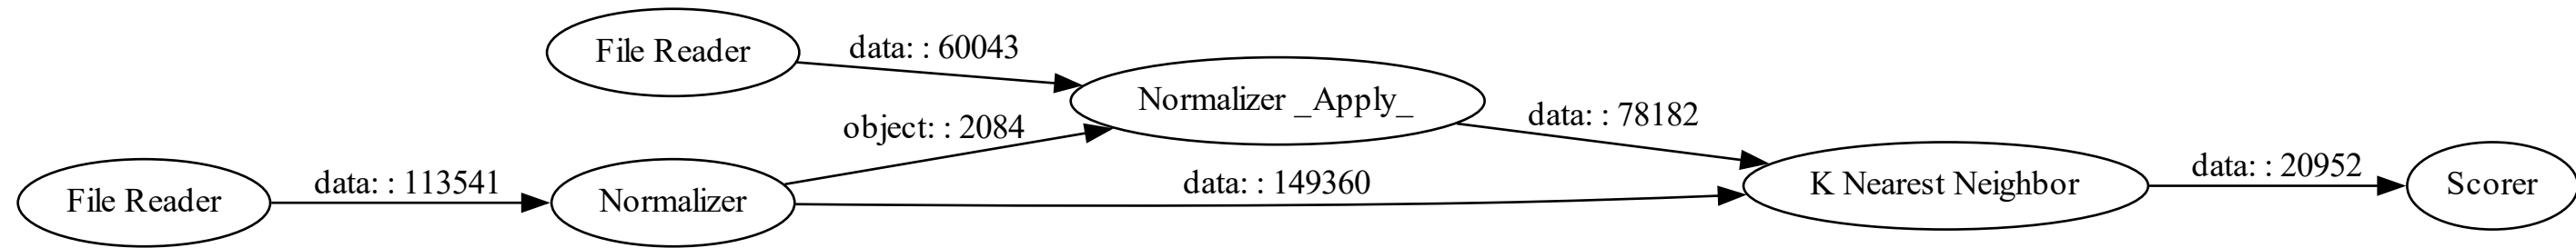 File Reader
data: : 60043
Normalizer _Apply_
object: : 2084
data: : 78182
File Reader
data: : 113541
Normalizer
data: : 149360
K Nearest Neighbor
data: : 20952
Scorer